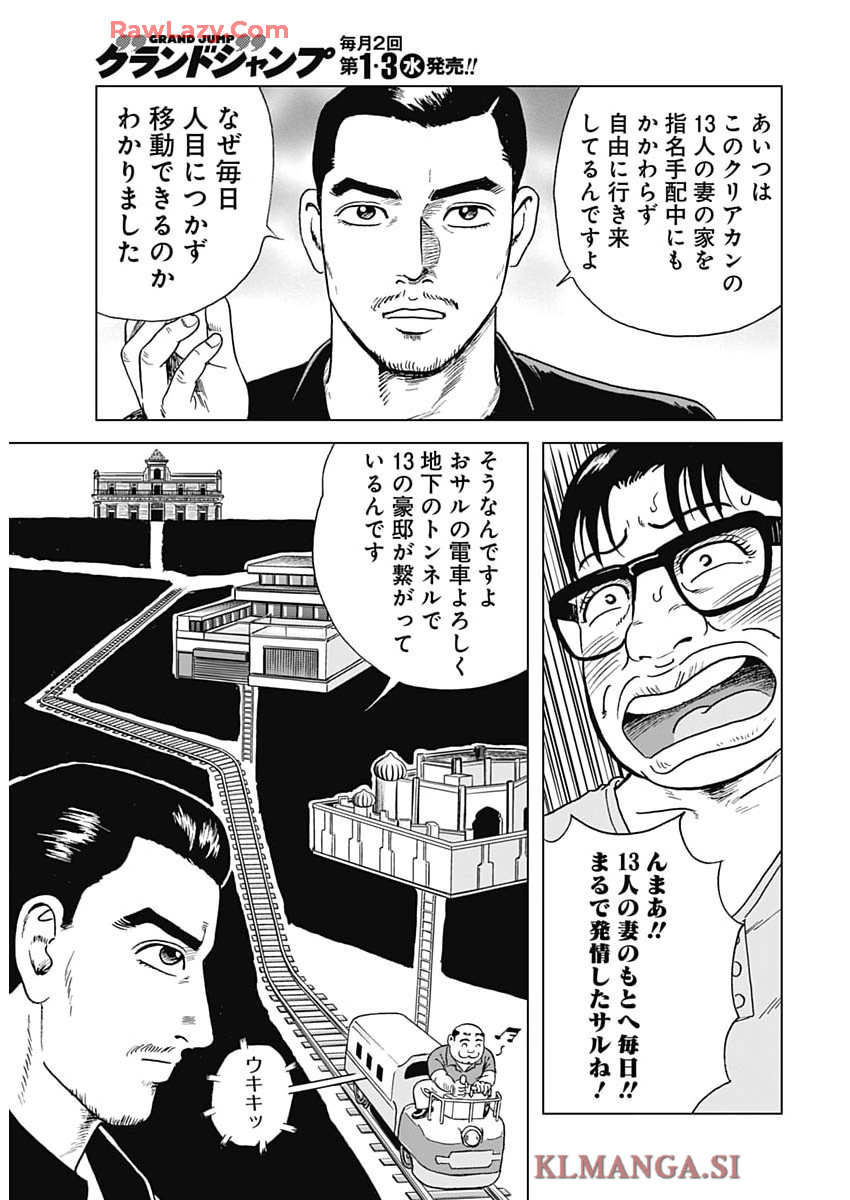 RawLazy.Com
GRAND JUMP
グランドジャンプ
毎月2回
第1・3水発売!!
あいつは
このクリアカンの
13人の妻の家を
指名手配中にも
かかわらず
自由に行き来
してるんですよ
なぜ毎日
人目につかず
移動できるのか
わかりました
んまあ!!
13人の妻のもとへ毎日!!
まるで発情したサルね!
そうなんですよ
おサルの電車よろしく
地下のトンネルで
13の豪邸が繋がって
いるんです
ウキキッ
KLMANGA.SI